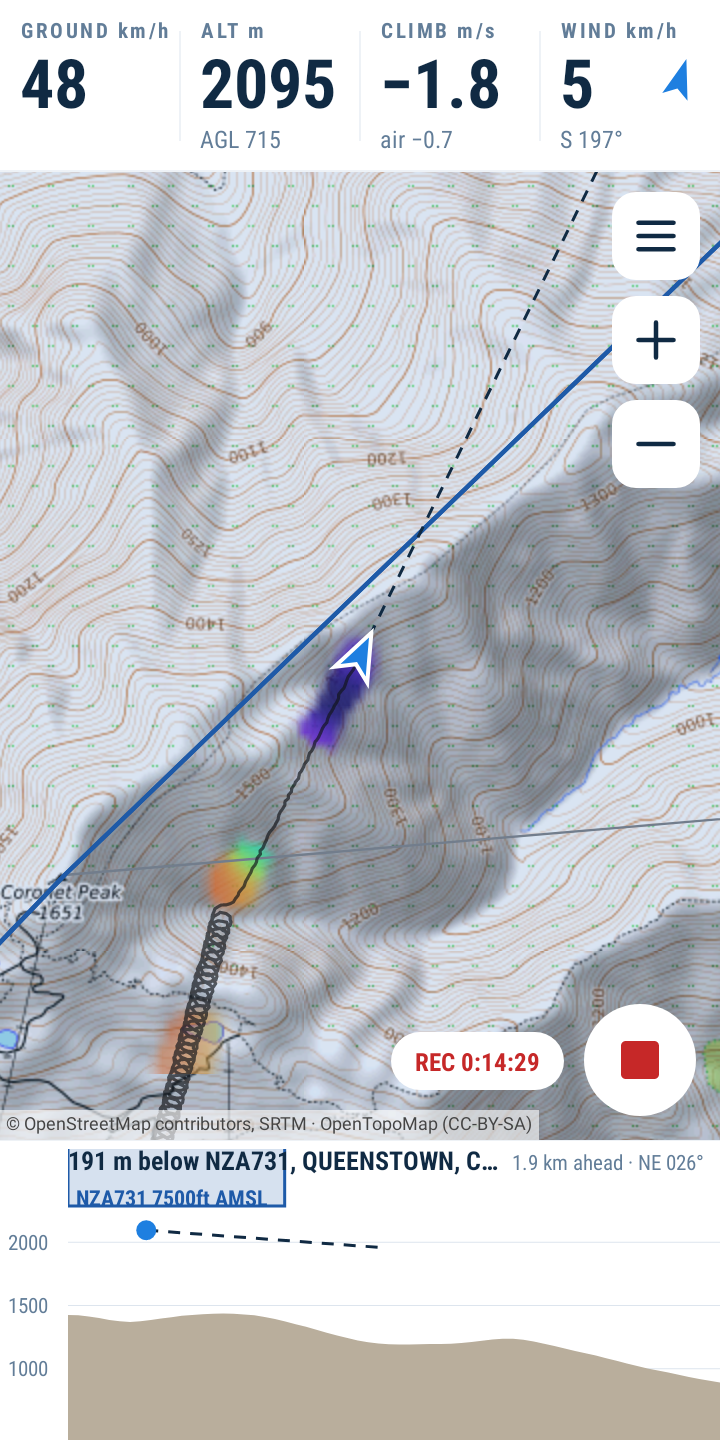 GROUND km/h
48
ALT m
2095
AGL 715
CLIMB m/s
−1.8
air −0.7
WIND km/h
5
S 197°
1000
900
1100
1200
1300
1250
1200
1400
1300
1200
1000
1500
1300
1100
Coronet Peak
1651
1200
1400
1200
REC 0:14:29
© OpenStreetMap contributors, SRTM · OpenTopoMap (CC-BY-SA)
191 m below NZA731, QUEENSTOWN, C…
1.9 km ahead · NE 026°
NZA731 7500ft AMSL
2000
1500
1000